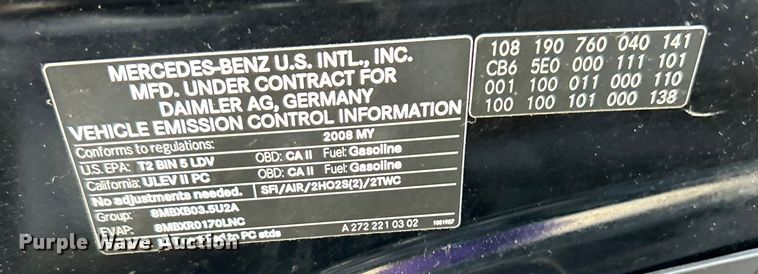 MERCEDES-BENZ U.S. INTL., INC.
MFD. UNDER CONTRACT FOR
DAIMLER AG, GERMANY
VEHICLE EMISSION CONTROL INFORMATION
Conforms to regulations: 2008 MY
U.S. EPA: T2 BIN 5 LDV OBD: CA II Fuel: Gasoline
California: ULEV II PC OBD: CA II Fuel: Gasoline
No adjustments needed. SFI/AIR/2HO2S(2)/2TWC
Group: 8MBXB03.5U2A
EVAP: 8MBXR0170LNC A 272 221 03 02
to PC stds
108 190 760 040 141
CB6 5E0 000 111 101
001 100 011 000 110
100 100 101 000 138
Purple Wave Auction